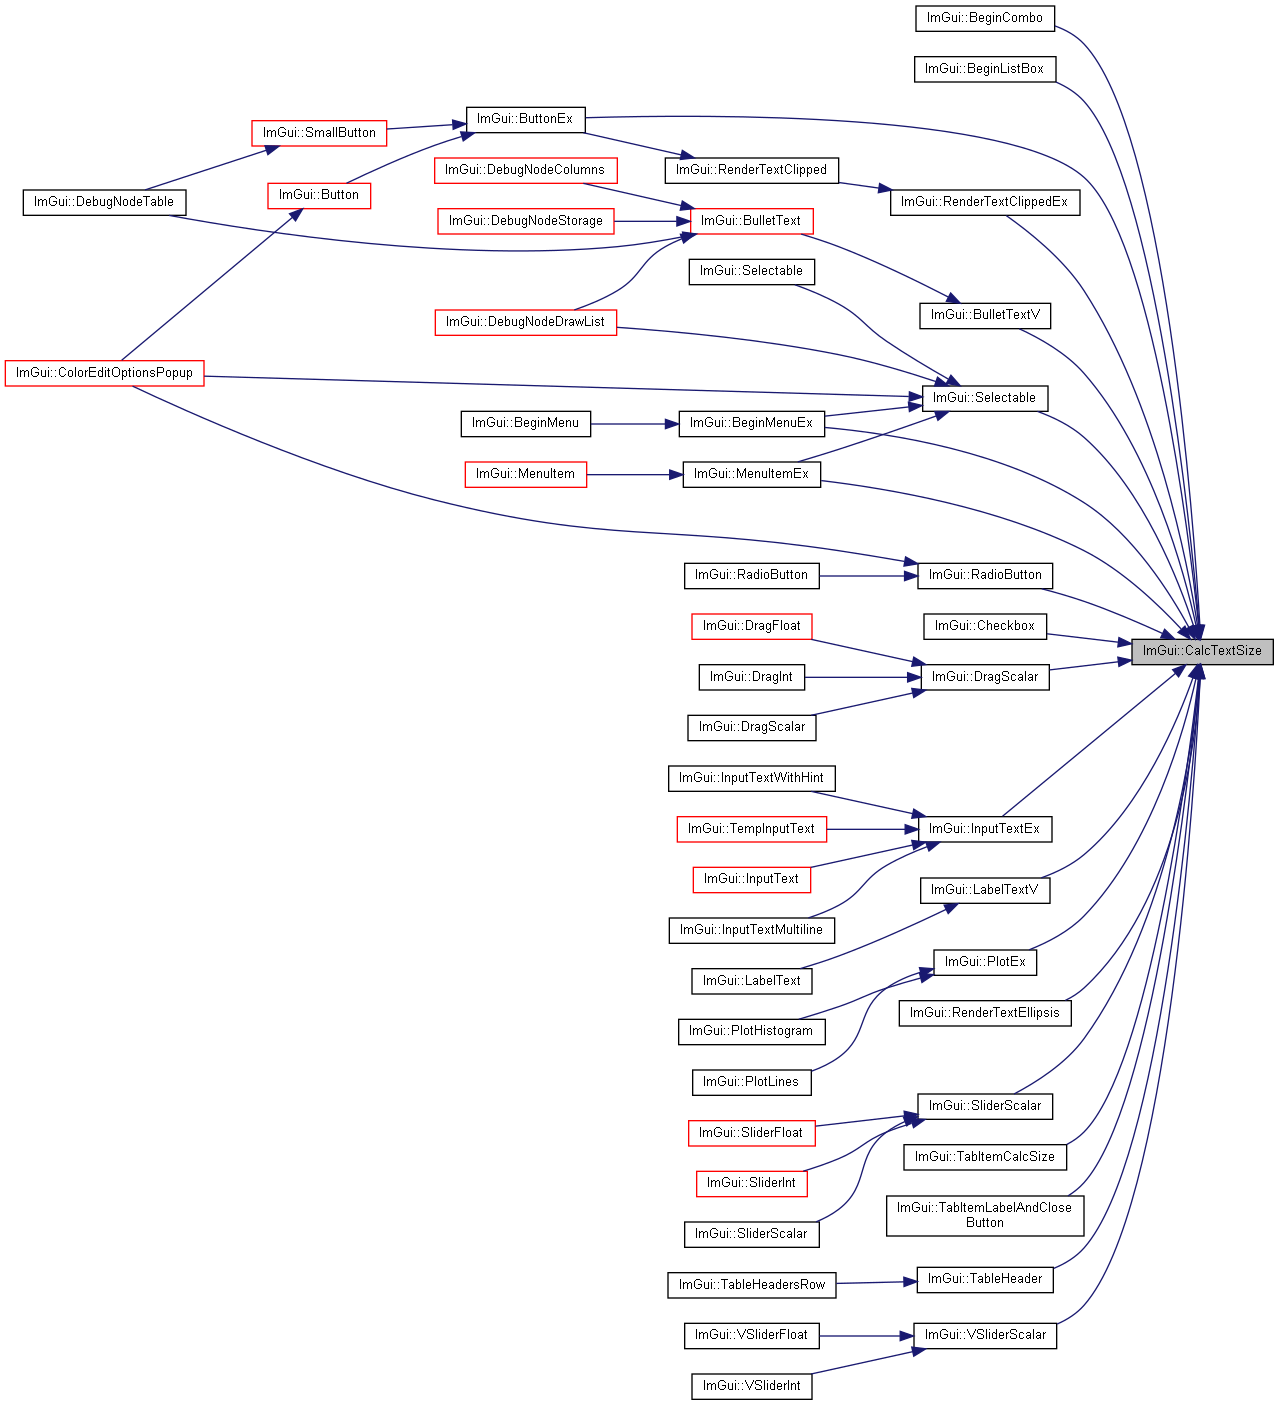 ImGui::BeginCombo
ImGui::BeginListBox
ImGui::ButtonEx
ImGui::SmallButton
ImGui::DebugNodeColumns
ImGui::RenderTextClipped
ImGui::Button
ImGui::DebugNodeTable
ImGui::RenderTextClippedEx
ImGui::DebugNodeStorage
ImGui::BulletText
ImGui::Selectable
ImGui::BulletTextV
ImGui::DebugNodeDrawList
ImGui::ColorEditOptionsPopup
ImGui::Selectable
ImGui::BeginMenu
ImGui::BeginMenuEx
ImGui::MenuItem
ImGui::MenuItemEx
ImGui::RadioButton
ImGui::RadioButton
ImGui::DragFloat
ImGui::Checkbox
ImGui::CalcTextSize
ImGui::DragInt
ImGui::DragScalar
ImGui::DragScalar
ImGui::InputTextWithHint
ImGui::TempInputText
ImGui::InputTextEx
ImGui::InputText
ImGui::LabelTextV
ImGui::InputTextMultiline
ImGui::PlotEx
ImGui::LabelText
ImGui::RenderTextEllipsis
ImGui::PlotHistogram
ImGui::PlotLines
ImGui::SliderScalar
ImGui::SliderFloat
ImGui::TabItemCalcSize
ImGui::SliderInt
ImGui::TabItemLabelAndClose
Button
ImGui::SliderScalar
ImGui::TableHeadersRow
ImGui::TableHeader
ImGui::VSliderFloat
ImGui::VSliderScalar
ImGui::VSliderInt